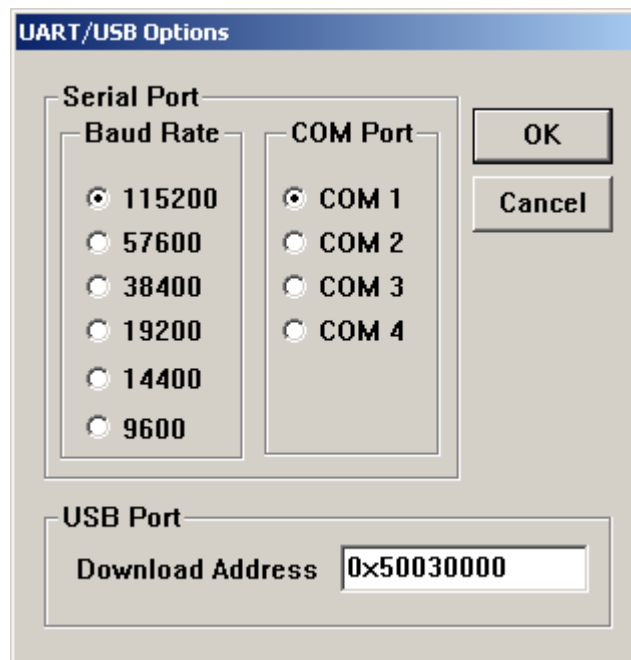 UART/USB Options
Serial Port
Baud Rate
115200
57600
38400
19200
14400
9600
COM Port
COM 1
COM 2
COM 3
COM 4
OK
Cancel
USB Port
Download Address 0x50030000